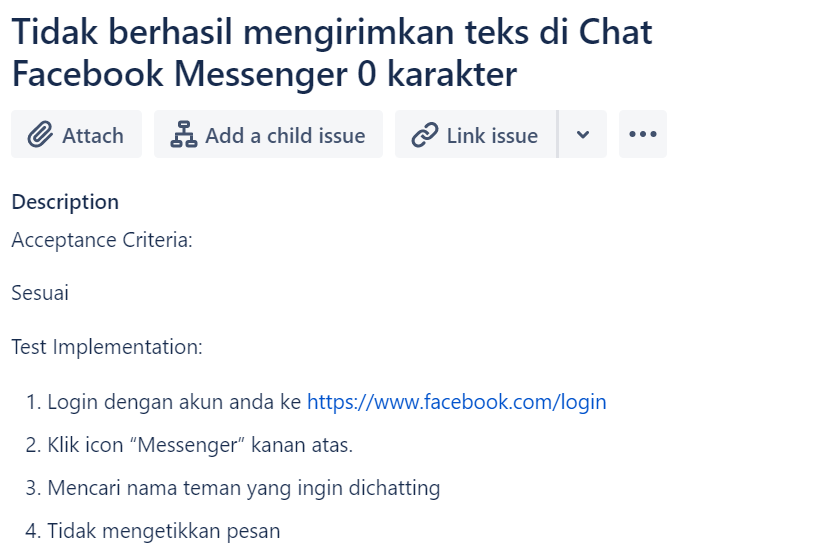 Tidak berhasil mengirimkan teks di Chat
Facebook Messenger 0 karakter
Attach
Add a child issue
Link issue
Description
Acceptance Criteria:
Sesuai
Test Implementation:
1. Login dengan akun anda ke https://www.facebook.com/login
2. Klik icon “Messenger” kanan atas.
3. Mencari nama teman yang ingin dichatting
4. Tidak mengetikkan pesan